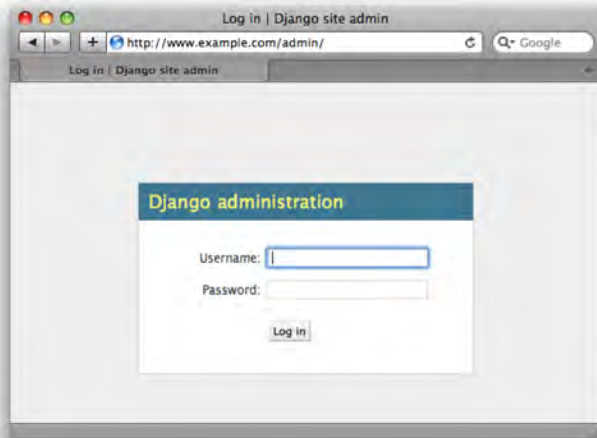 Log in | Django site admin
http://www.example.com/admin/
Google
Log in | Django site admin
Django administration
Username:
Password:
Log in